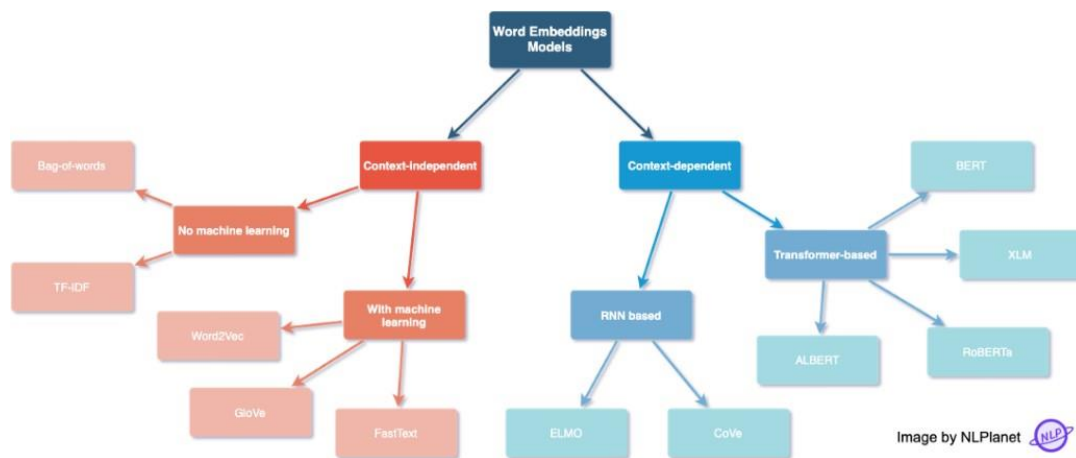 Word Embeddings
Models
Context-independent
Context-dependent
Bag-of-words
BERT
No machine learning
Transformer-based
XLM
TF-IDF
With machine
learning
RNN based
Word2Vec
ALBERT
RoBERTa
GloVe
FastText
ELMO
CoVe
Image by NLPlanet
NLP